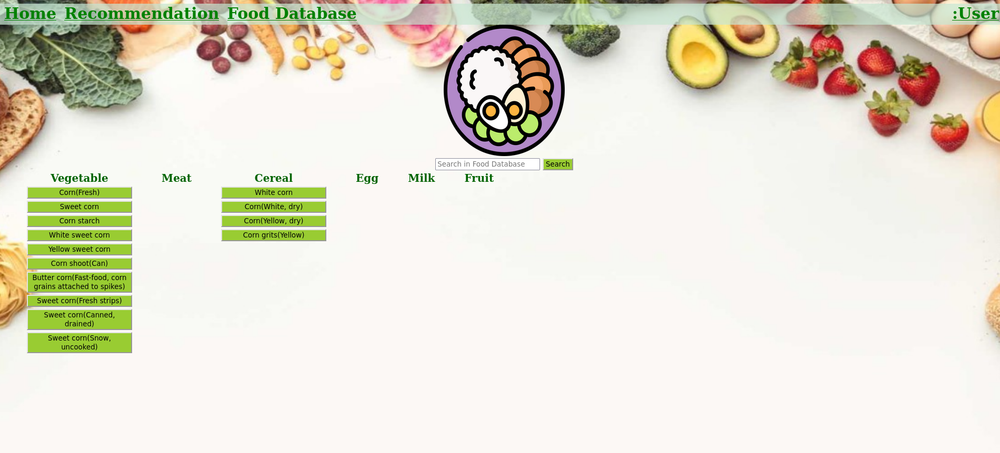 Home Recommendation Food Database :User
Search in Food Database Search
Vegetable Meat Cereal Egg Milk Fruit
Corn(Fresh)
Sweet corn
Corn starch
White sweet corn
Yellow sweet corn
Corn shoot(Can)
Butter corn(Fast-food, corn
grains attached to spikes)
Sweet corn(Fresh strips)
Sweet corn(Canned,
drained)
Sweet corn(Snow,
uncooked)
White corn
Corn(White, dry)
Corn(Yellow, dry)
Corn grits(Yellow)